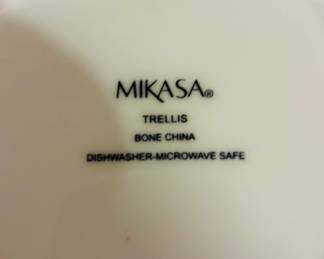 MIKASA®
TRELLIS
BONE CHINA
DISHWASHER-MICROWAVE SAFE